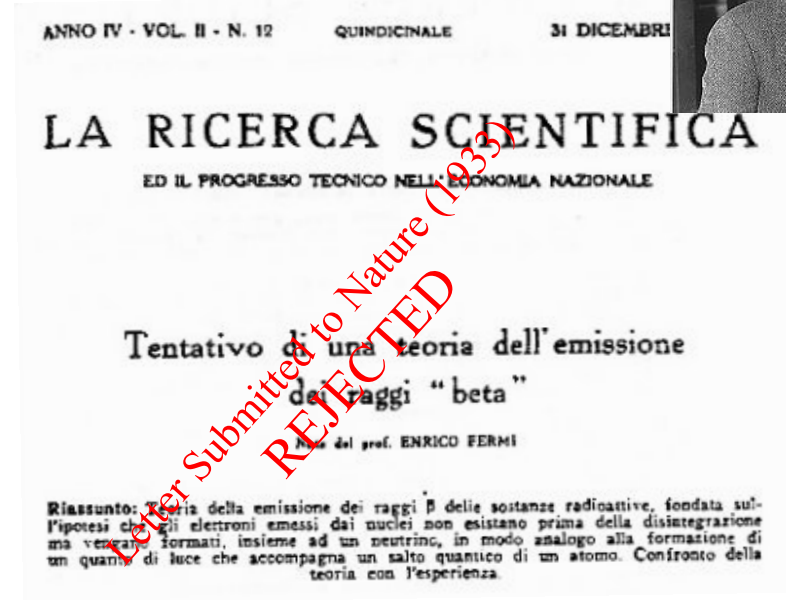 ANNO IV - VOL. II - N. 12 QUINDICINALE 31 DICEMBRE
LA RICERCA SCIENTIFICA
ED IL PROGRESSO TECNICO NELL'ECONOMIA NAZIONALE
Tentativo di una teoria dell'emissione
dei raggi "beta"
Nota del prof. ENRICO FERMI
Riassunto: Teoria della emissione dei raggi β delle sostanze radioattive, fondata sul-
l'ipotesi che gli elettroni emessi dai nuclei non esistano prima della disintegrazione
ma vengano formati, insieme ad un neutrino, in modo analogo alla formazione di
un quanto di luce che accompagna un salto quantico di un atomo. Confronto della
teoria con l'esperienza.
Letter Submitted to Nature (1933)
REJECTED